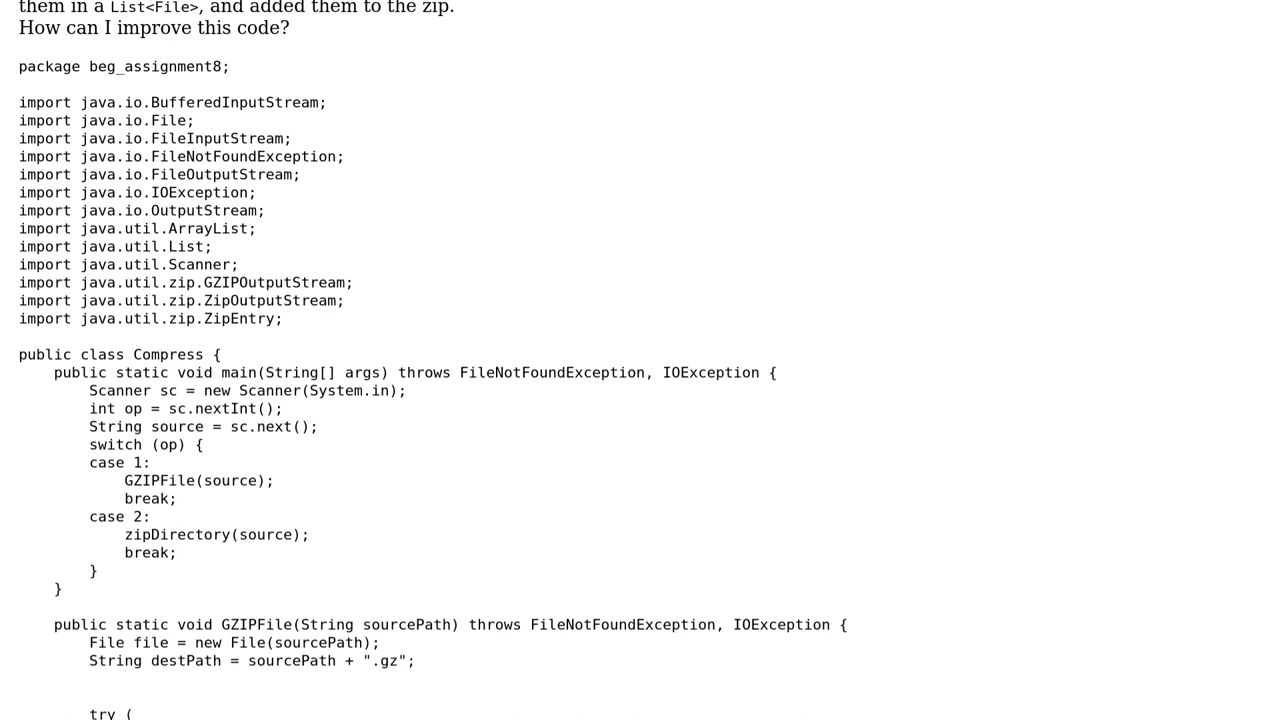 them in a List<File>, and added them to the zip.
How can I improve this code?
package beg_assignment8;
import java.io.BufferedInputStream;
import java.io.File;
import java.io.FileInputStream;
import java.io.FileNotFoundException;
import java.io.FileOutputStream;
import java.io.IOException;
import java.io.OutputStream;
import java.util.ArrayList;
import java.util.List;
import java.util.Scanner;
import java.util.zip.GZIPOutputStream;
import java.util.zip.ZipOutputStream;
import java.util.zip.ZipEntry;
public class Compress {
    public static void main(String[] args) throws FileNotFoundException, IOException {
        Scanner sc = new Scanner(System.in);
        int op = sc.nextInt();
        String source = sc.next();
        switch (op) {
        case 1:
            GZIPFile(source);
            break;
        case 2:
            zipDirectory(source);
            break;
        }
    }
    public static void GZIPFile(String sourcePath) throws FileNotFoundException, IOException {
        File file = new File(sourcePath);
        String destPath = sourcePath + ".gz";
        try (